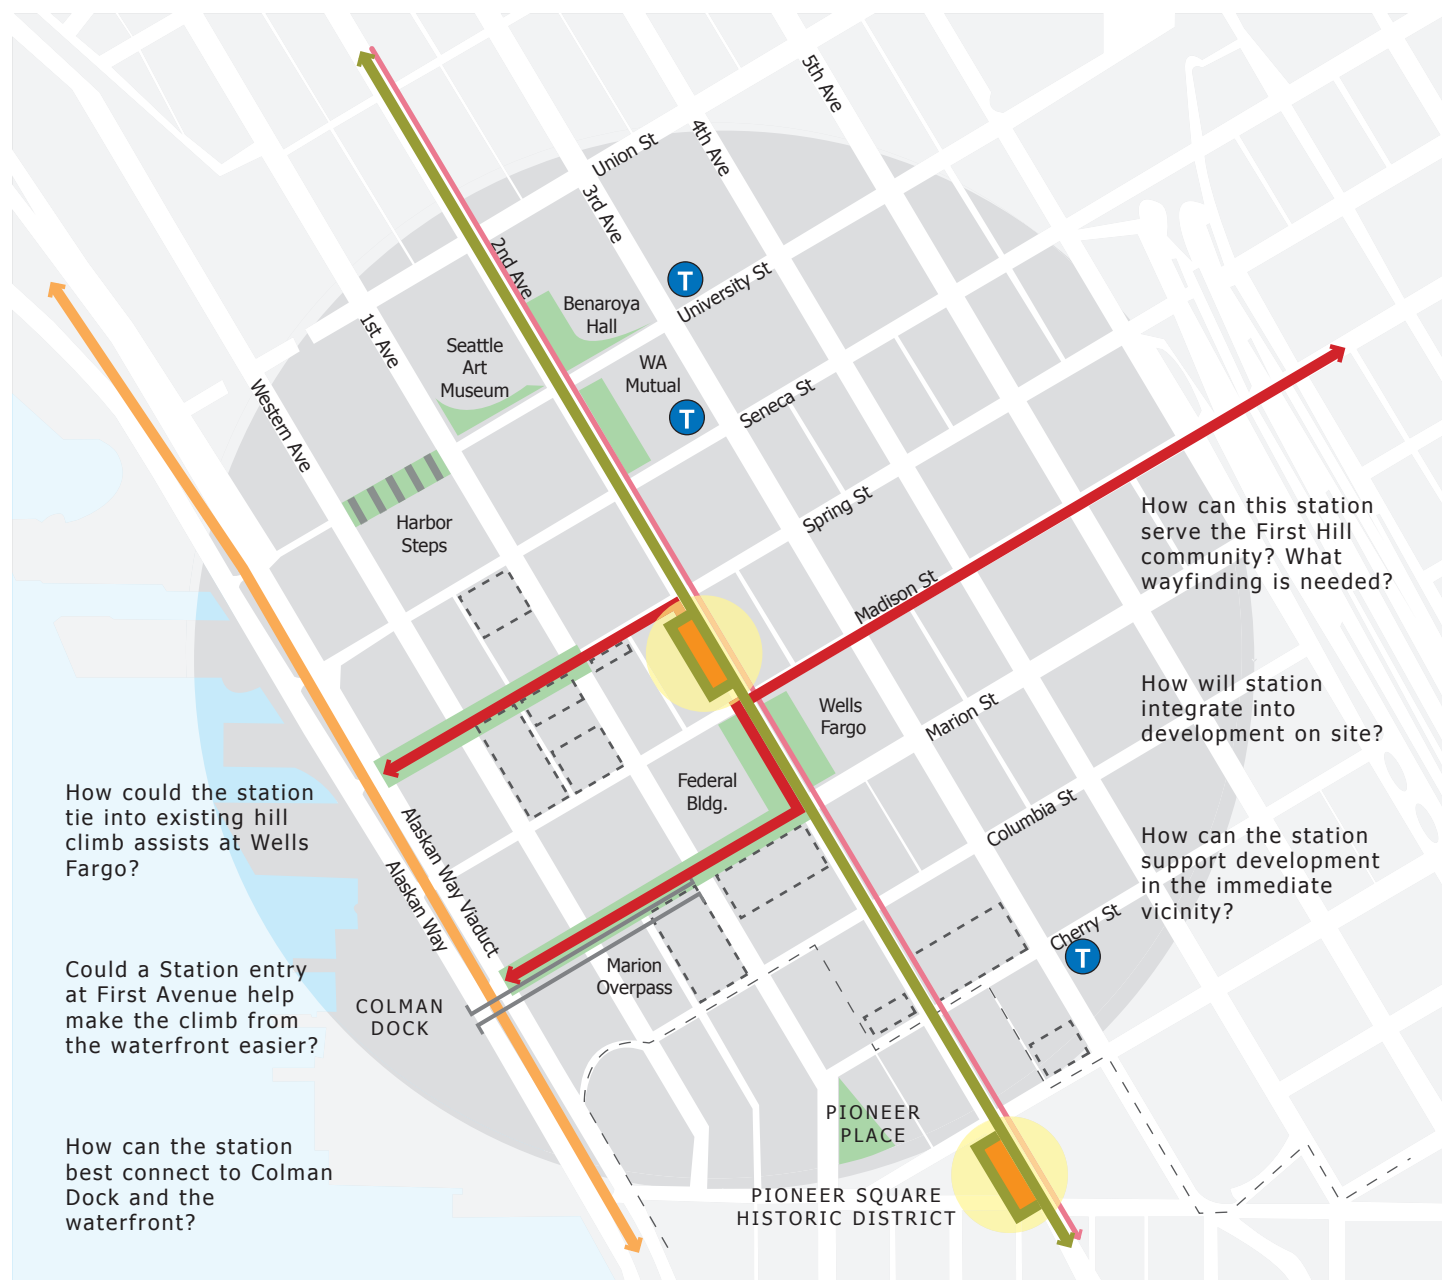 5th Ave
4th Ave
Union St
3rd Ave
2nd Ave
T
University St
Benaroya
Hall
1st Ave
Seattle
Art
Museum
WA
Mutual
T
Seneca St
Western Ave
Spring St
Harbor
Steps
How can this station
serve the First Hill
community? What
wayfinding is needed?
Madison St
How will station
integrate into
development on site?
Wells
Fargo
Marion St
Federal
Bldg.
How could the station
tie into existing hill
climb assists at Wells
Fargo?
Alaskan Way Viaduct
Alaskan Way
Columbia St
How can the station
support development
in the immediate
vicinity?
Cherry St
T
Could a Station entry
at First Avenue help
make the climb from
the waterfront easier?
Marion
Overpass
COLMAN
DOCK
PIONEER
PLACE
How can the station
best connect to Colman
Dock and the
waterfront?
PIONEER SQUARE
HISTORIC DISTRICT